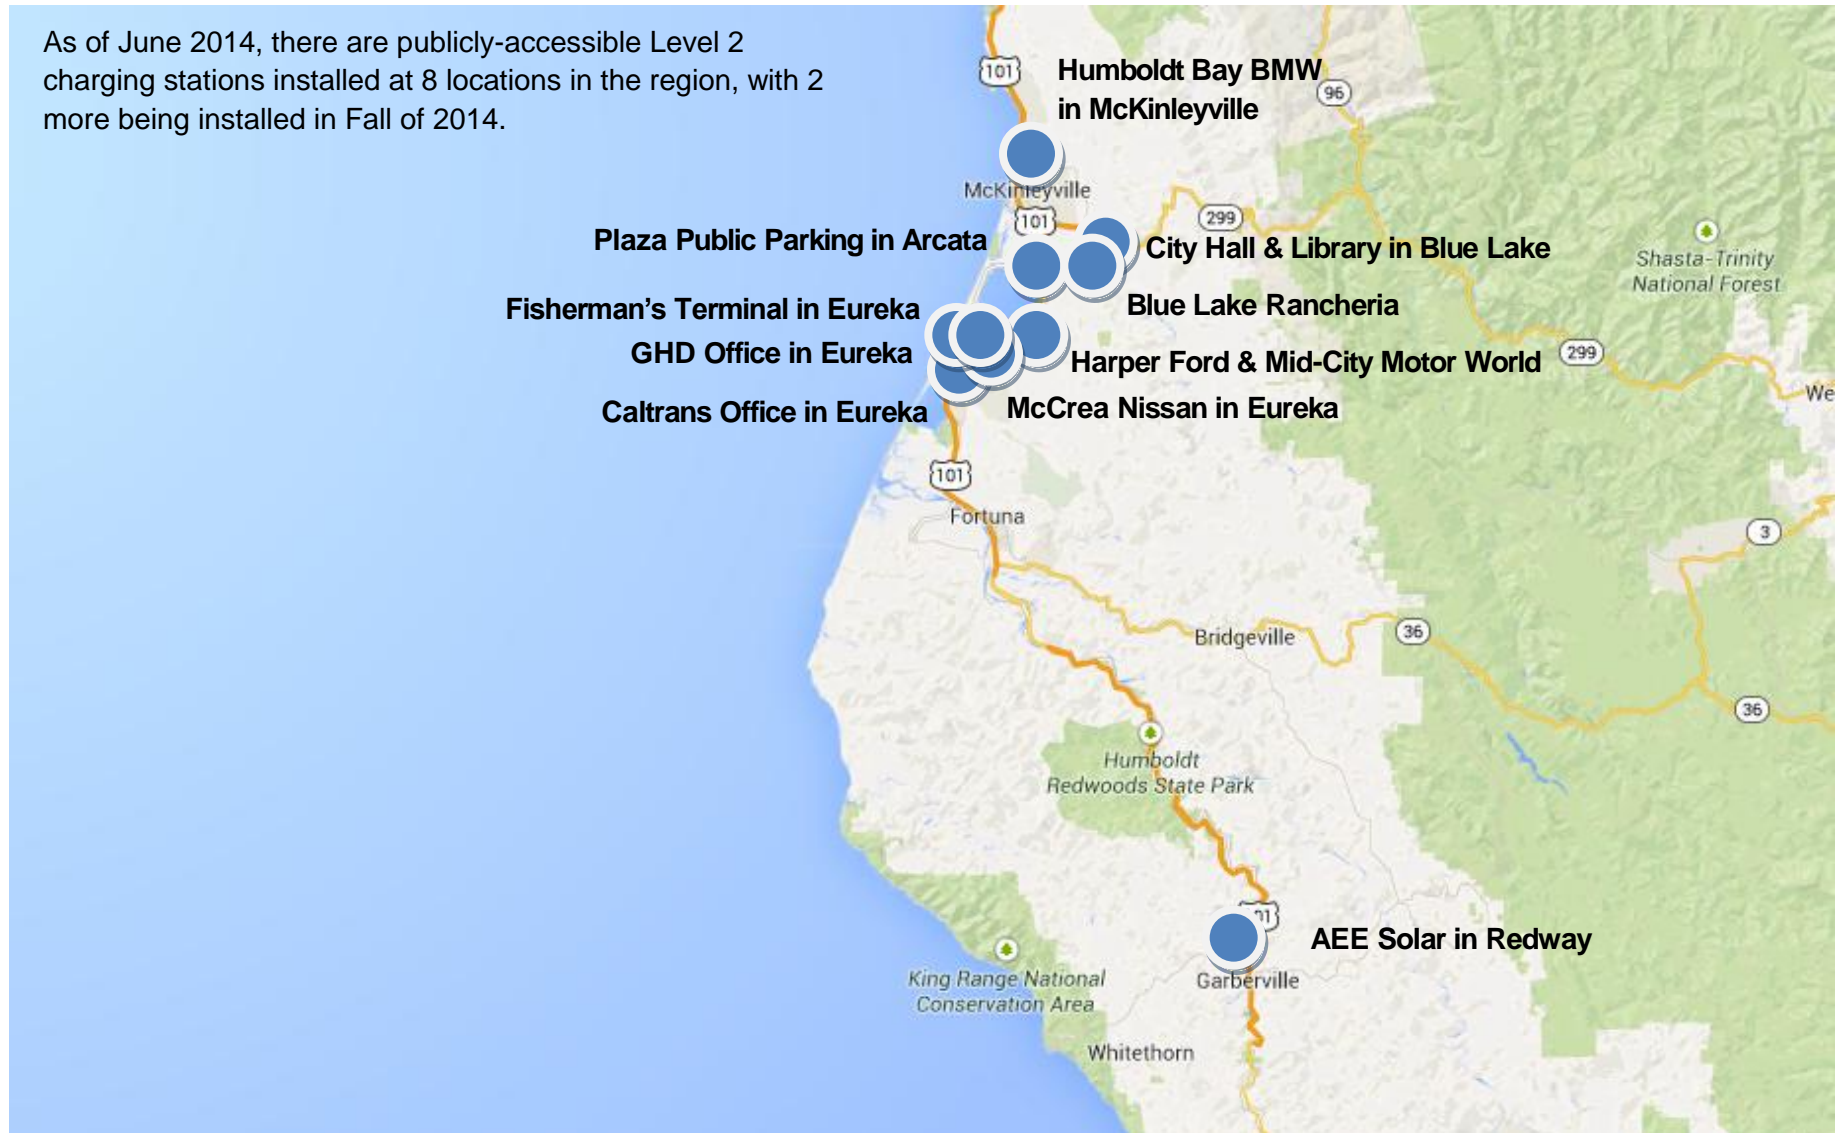 As of June 2014, there are publicly-accessible Level 2
charging stations installed at 8 locations in the region, with 2
more being installed in Fall of 2014.
101
Humboldt Bay BMW
in McKinleyville
96
McKinleyville
101
299
Plaza Public Parking in Arcata
City Hall & Library in Blue Lake
Shasta-Trinity
National Forest
Fisherman's Terminal in Eureka
Blue Lake Rancheria
GHD Office in Eureka
Harper Ford & Mid-City Motor World
299
We
Caltrans Office in Eureka
McCrea Nissan in Eureka
101
Fortuna
3
Bridgeville
36
36
Humboldt
Redwoods State Park
01
AEE Solar in Redway
King Range National
Conservation Area
Garberville
Whitethorn